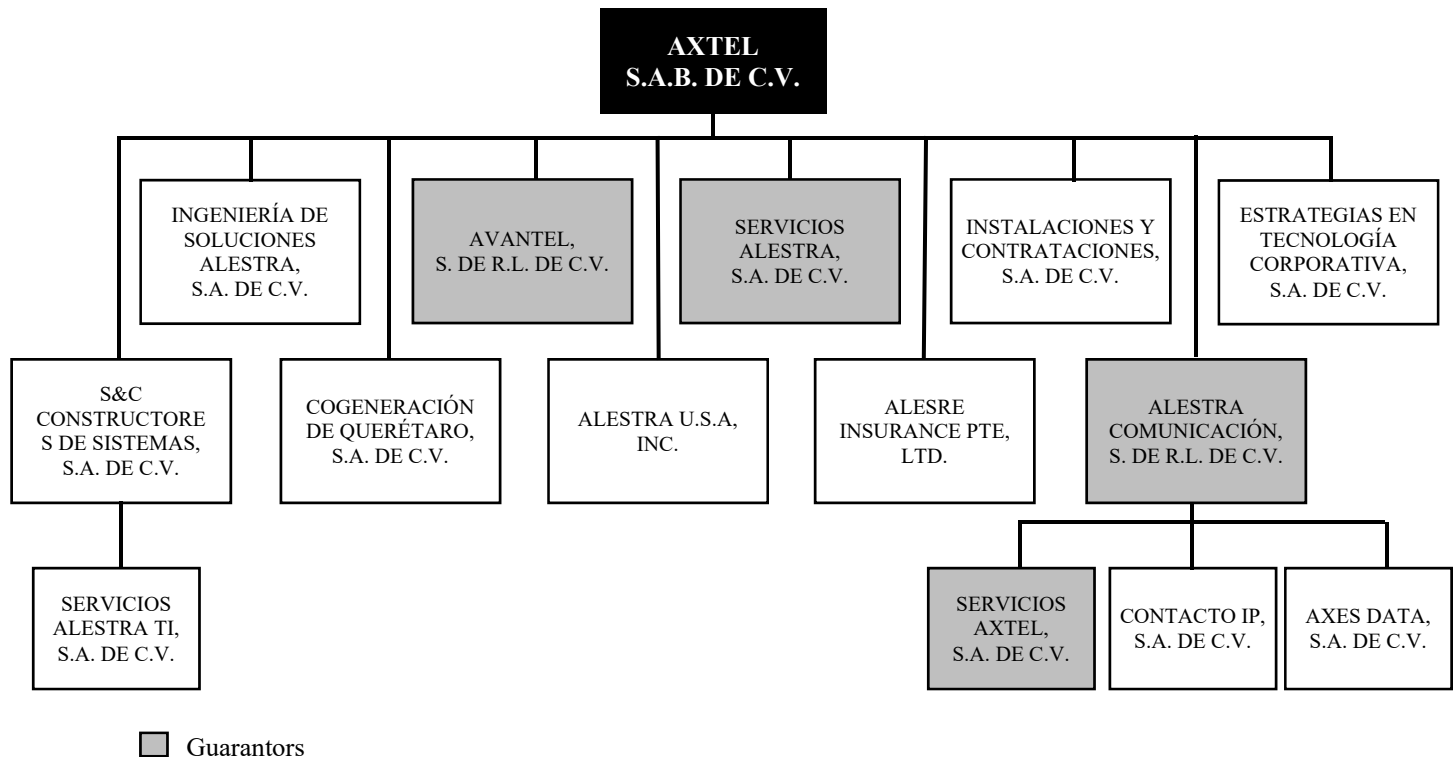 AXTEL
S.A.B. DE C.V.
INGENIERÍA DE
SOLUCIONES
ALESTRA,
S.A. DE C.V.
AVANTEL,
S. DE R.L. DE C.V.
SERVICIOS
ALESTRA,
S.A. DE C.V.
INSTALACIONES Y
CONTRATACIONES,
S.A. DE C.V.
ESTRATEGIAS EN
TECNOLOGÍA
CORPORATIVA,
S.A. DE C.V.
S&C
CONSTRUCTORE
S DE SISTEMAS,
S.A. DE C.V.
COGENERACIÓN
DE QUERÉTARO,
S.A. DE C.V.
ALESTRA U.S.A,
INC.
ALESRE
INSURANCE PTE,
LTD.
ALESTRA
COMUNICACIÓN,
S. DE R.L. DE C.V.
SERVICIOS
ALESTRA TI,
S.A. DE C.V.
SERVICIOS
AXTEL,
S.A. DE C.V.
CONTACTO IP,
S.A. DE C.V.
AXES DATA,
S.A. DE C.V.
Guarantors